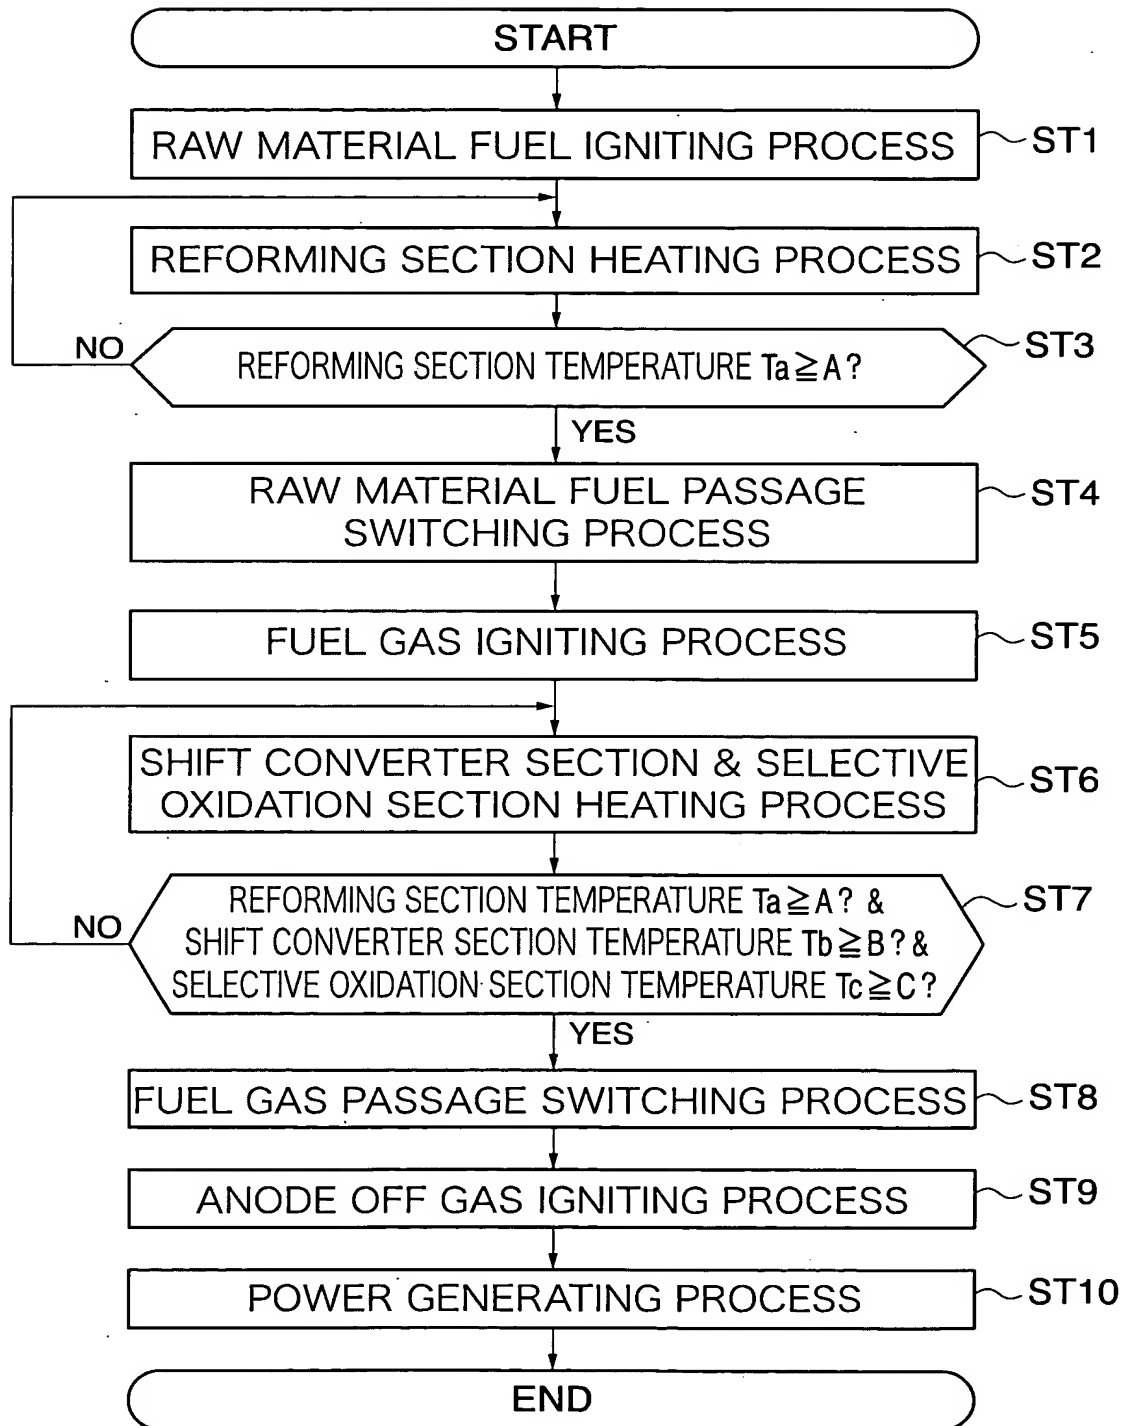 START
RAW MATERIAL FUEL IGNITING PROCESS
ST1
REFORMING SECTION HEATING PROCESS
ST2
REFORMING SECTION TEMPERATURE Ta≧A?
ST3
NO
YES
RAW MATERIAL FUEL PASSAGE
SWITCHING PROCESS
ST4
FUEL GAS IGNITING PROCESS
ST5
SHIFT CONVERTER SECTION & SELECTIVE
OXIDATION SECTION HEATING PROCESS
ST6
REFORMING SECTION TEMPERATURE Ta≧A? &
SHIFT CONVERTER SECTION TEMPERATURE Tb≧B? &
SELECTIVE OXIDATION SECTION TEMPERATURE Tc≧C?
ST7
NO
YES
FUEL GAS PASSAGE SWITCHING PROCESS
ST8
ANODE OFF GAS IGNITING PROCESS
ST9
POWER GENERATING PROCESS
ST10
END